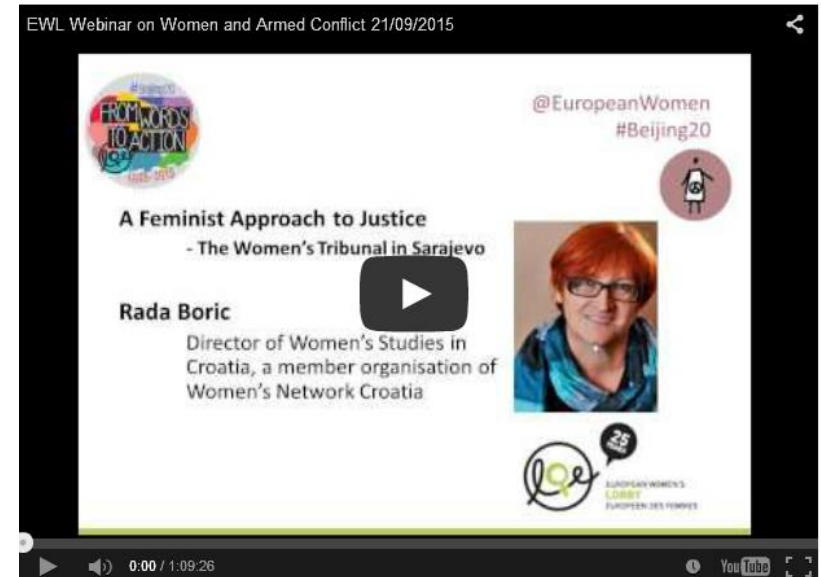 EWL Webinar on Women and Armed Conflict 21/09/2015
#Beijing20
FROM WORDS
TO ACTION
@EuropeanWomen
#Beijing20
A Feminist Approach to Justice
- The Women's Tribunal in Sarajevo
Rada Boric
Director of Women's Studies in
Croatia, a member organisation of
Women's Network Croatia
25
EUROPEAN WOMEN'S
LOBBY
EUROPEEN DES FEMMES
0:00 / 1:09:26
YouTube